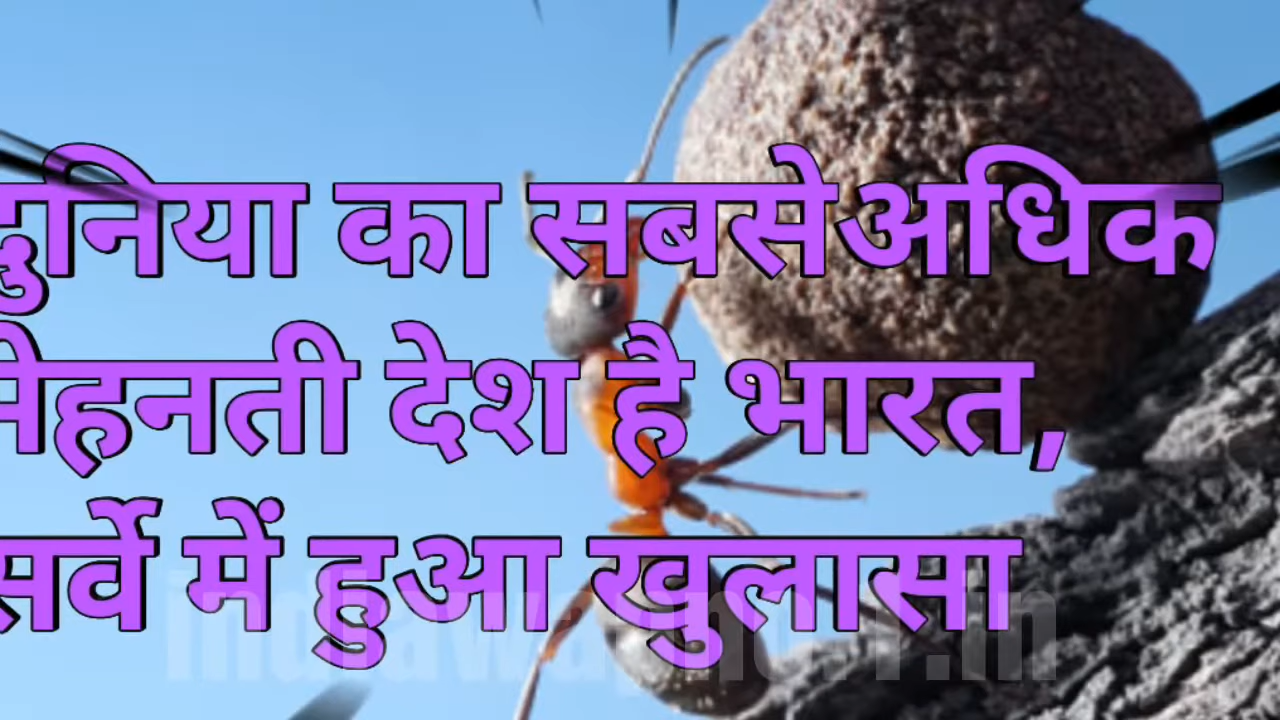 दुनिया का सबसेअधिक
मेहनती देश है भारत,
सर्वे में हुआ खुलासा